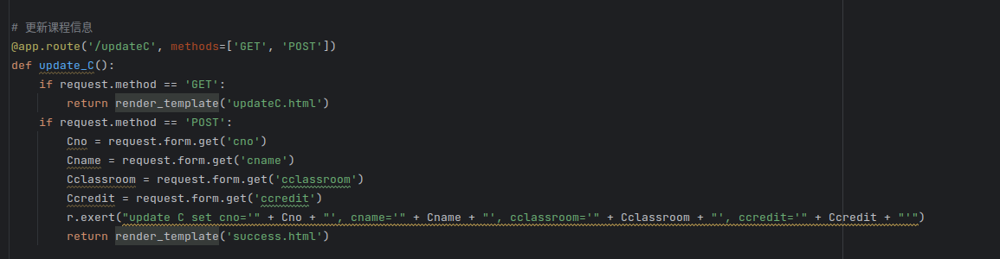 # 更新课程信息
@app.route('/updateC', methods=['GET', 'POST'])
def update_C():
    if request.method == 'GET':
        return render_template('updateC.html')
    if request.method == 'POST':
        Cno = request.form.get('cno')
        Cname = request.form.get('cname')
        Cclassroom = request.form.get('cclassroom')
        Ccredit = request.form.get('ccredit')
        r.exert("update C set cno='" + Cno + "', cname='" + Cname + "', cclassroom='" + Cclassroom + "', ccredit='" + Ccredit + "'")
        return render_template('success.html')